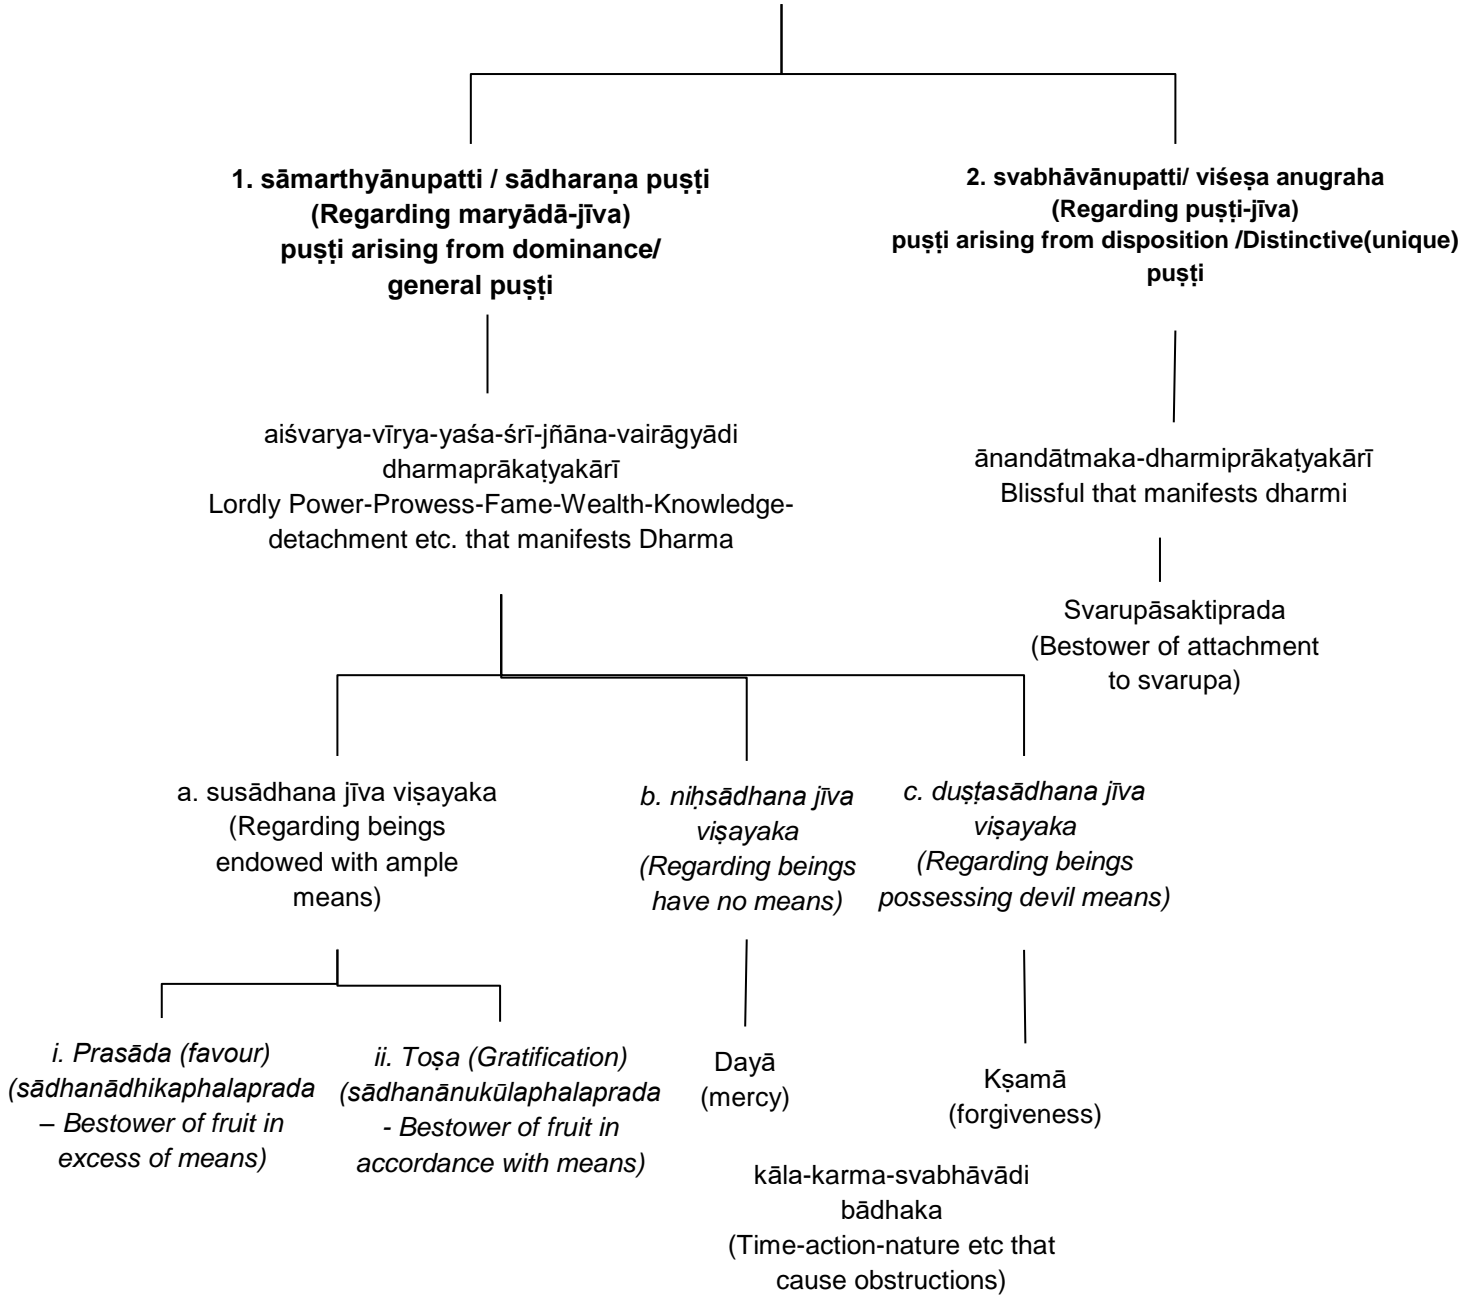 1. sāmarthyānupatti / sādharaṇa puṣṭi
(Regarding maryādā-jīva)
puṣṭi arising from dominance/
general puṣṭi
2. svabhāvānupatti/ viśeṣa anugraha
(Regarding puṣṭi-jīva)
puṣṭi arising from disposition /Distinctive(unique)
puṣṭi
aiśvarya-vīrya-yaśa-śrī-jñāna-vairāgyādi
dharmaprākaṭyakārī
Lordly Power-Prowess-Fame-Wealth-Knowledge-
detachment etc. that manifests Dharma
ānandātmaka-dharmiprākaṭyakārī
Blissful that manifests dharmi
Svarupāsaktiprada
(Bestower of attachment
to svarupa)
a. susādhana jīva viṣayaka
(Regarding beings
endowed with ample
means)
b. niḥsādhana jīva
viṣayaka
(Regarding beings
have no means)
c. duṣṭasādhana jīva
viṣayaka
(Regarding beings
possessing devil means)
i. Prasāda (favour)
(sādhanādhikaphalaprada
– Bestower of fruit in
excess of means)
ii. Toṣa (Gratification)
(sādhanānukūlaphalaprada
- Bestower of fruit in
accordance with means)
Dayā
(mercy)
Kṣamā
(forgiveness)
kāla-karma-svabhāvādi
bādhaka
(Time-action-nature etc that
cause obstructions)